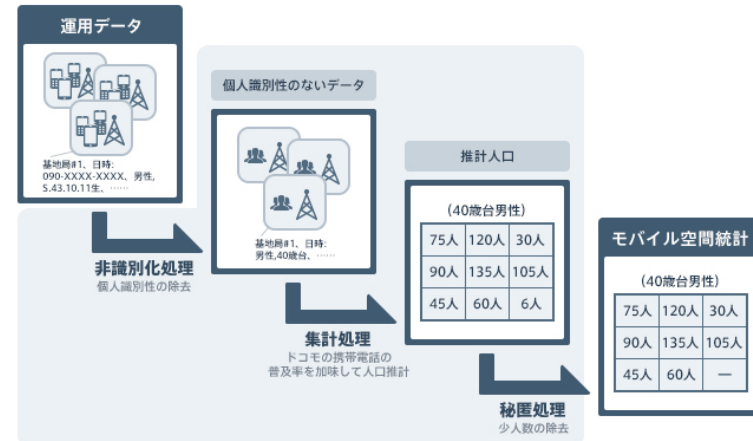 運用データ
基地局#1、日時:
090-XXXX-XXXX、男性,
S.43.10.11生、……
非識別化処理
個人識別性の除去
個人識別性のないデータ
基地局#1、日時:
男性,40歳台、……
集計処理
ドコモの携帯電話の
普及率を加味して人口推計
推計人口
(40歳台男性)
75人 120人 30人
90人 135人 105人
45人 60人 6人
秘匿処理
少人数の除去
モバイル空間統計
(40歳台男性)
75人 120人 30人
90人 135人 105人
45人 60人 —